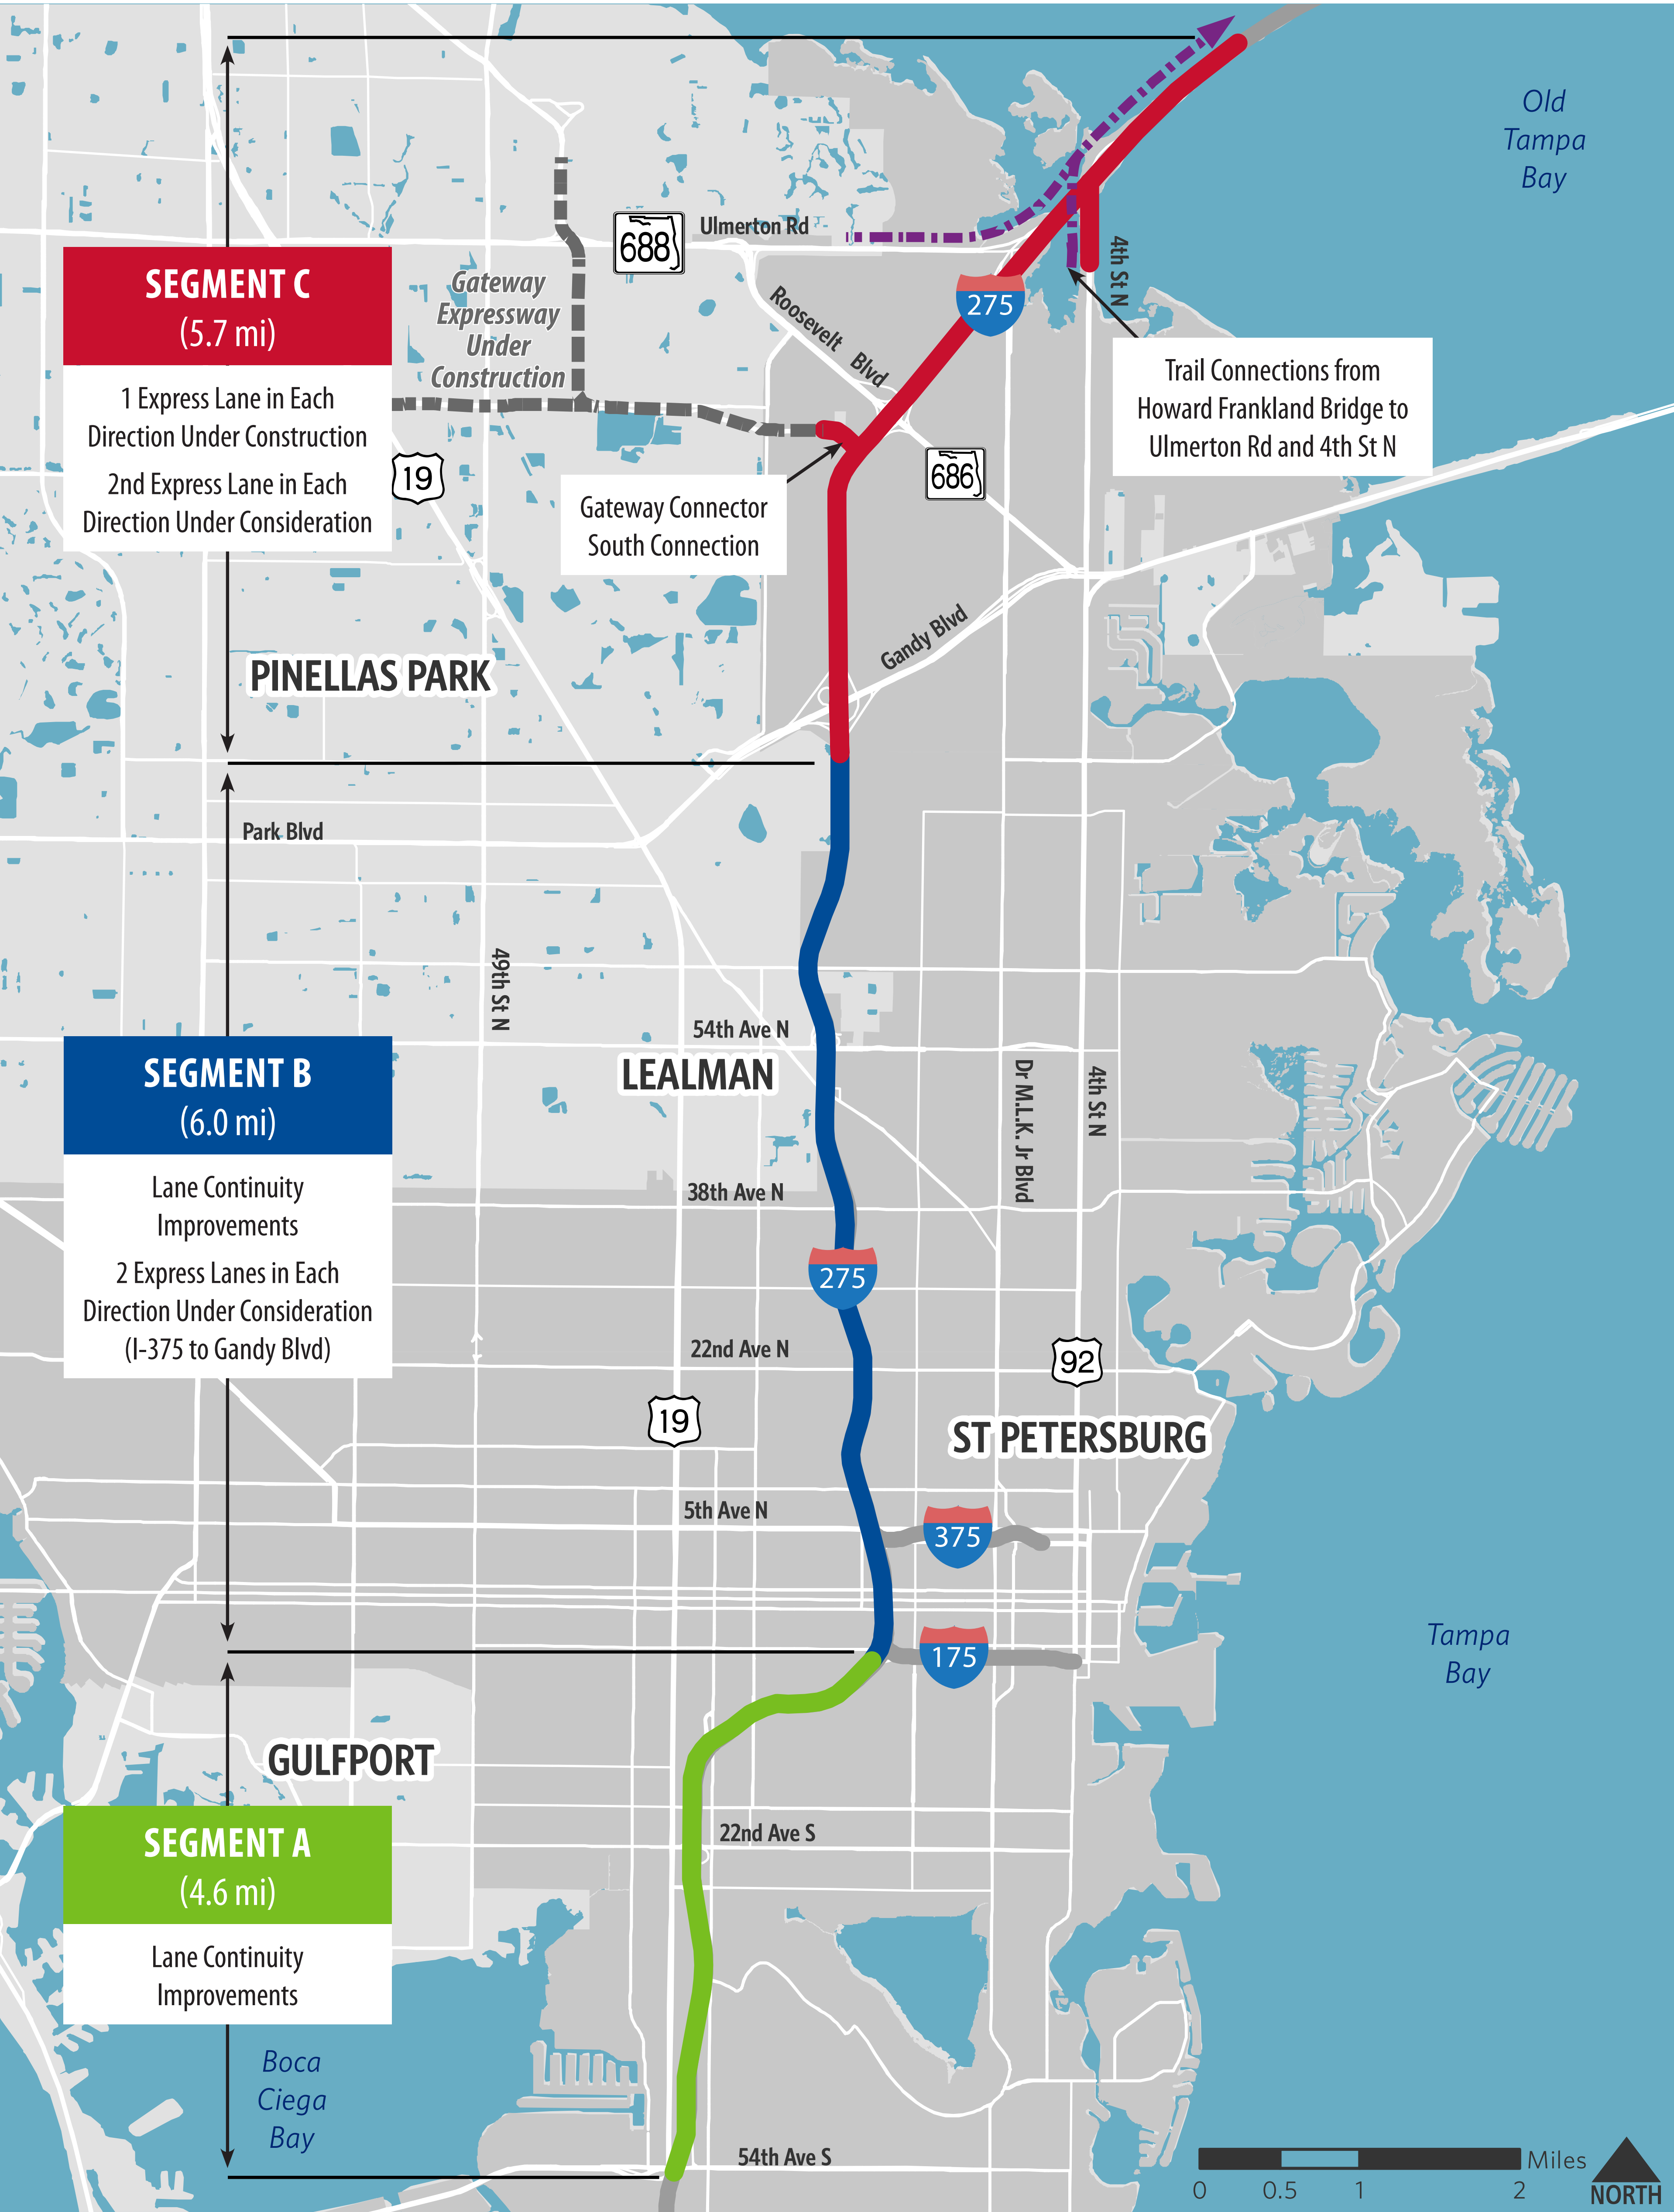 Old
Tampa
Bay
688
Ulmerton Rd
4th St N
SEGMENT C
(5.7 mi)
1 Express Lane in Each
Direction Under Construction
2nd Express Lane in Each
Direction Under Consideration
Gateway
Expressway
Under
Construction
275
Roosevelt Blvd
Trail Connections from
Howard Frankland Bridge to
Ulmerton Rd and 4th St N
19
686
Gateway Connector
South Connection
Gandy Blvd
PINELLAS PARK
Park Blvd
49th St N
54th Ave N
LEALMAN
SEGMENT B
(6.0 mi)
Lane Continuity
Improvements
2 Express Lanes in Each
Direction Under Consideration
(I-375 to Gandy Blvd)
Dr M.L.K. Jr Blvd
4th St N
38th Ave N
275
22nd Ave N
92
19
ST PETERSBURG
5th Ave N
375
175
Tampa
Bay
GULFPORT
22nd Ave S
SEGMENT A
(4.6 mi)
Lane Continuity
Improvements
Boca
Ciega
Bay
54th Ave S
Miles
0 0.5 1 2
NORTH